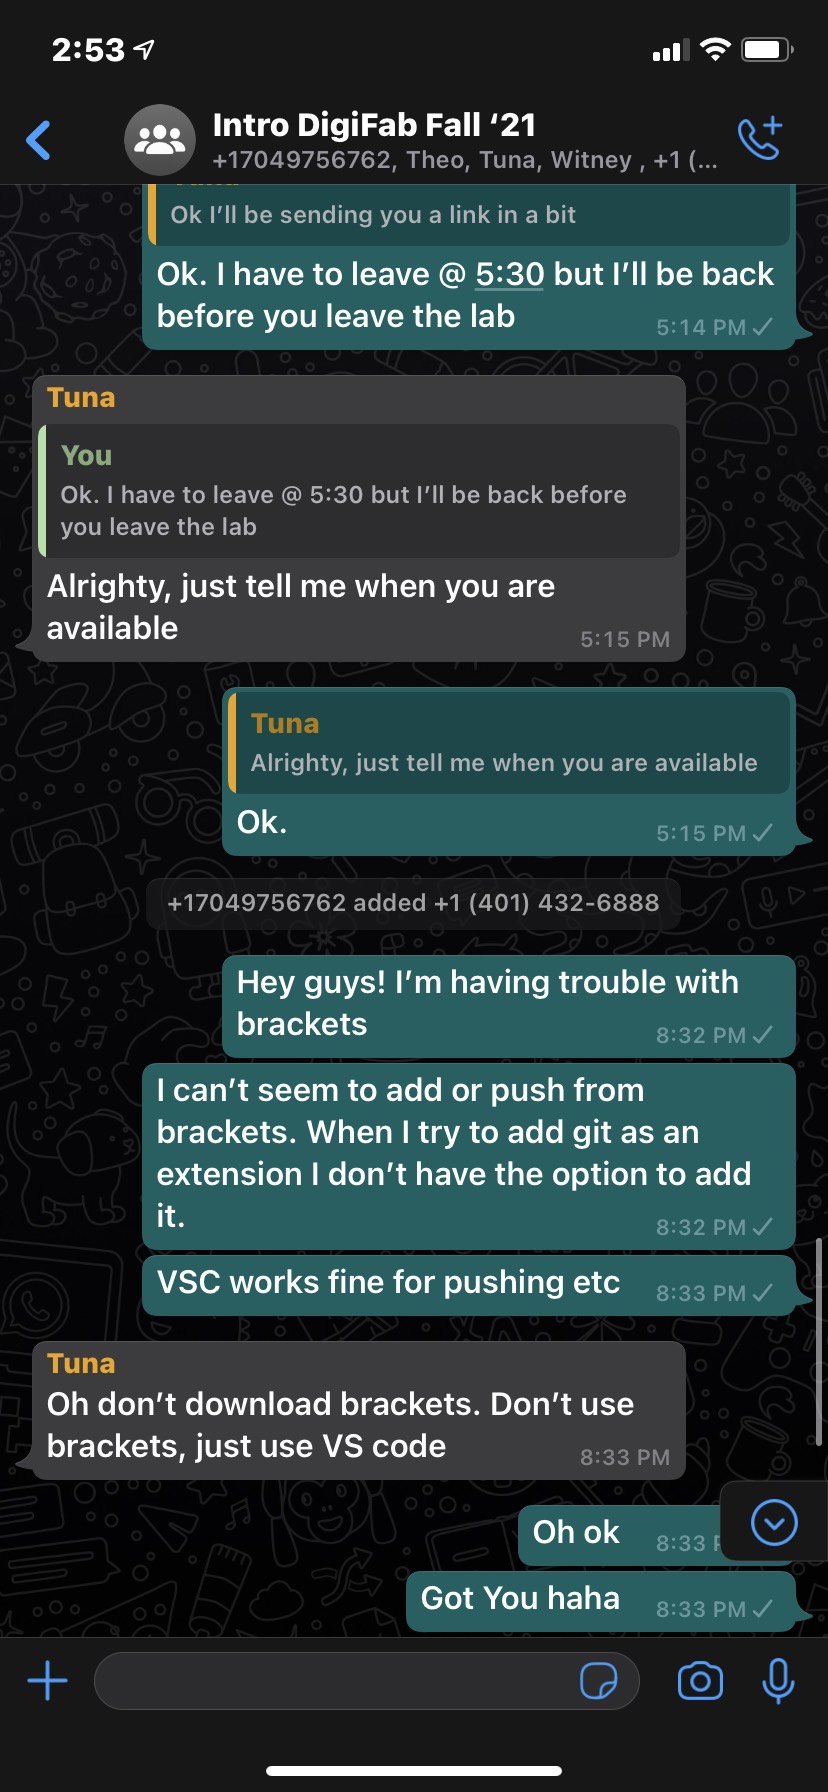 2:53
Intro DigiFab Fall ‘21
+17049756762, Theo, Tuna, Witney , +1 (...
Ok I’ll be sending you a link in a bit
Ok. I have to leave @ 5:30 but I’ll be back
before you leave the lab
5:14 PM
Tuna
You
Ok. I have to leave @ 5:30 but I’ll be back before
you leave the lab
Alrighty, just tell me when you are
available
5:15 PM
Tuna
Alrighty, just tell me when you are available
Ok.
5:15 PM
+17049756762 added +1 (401) 432-6888
Hey guys! I’m having trouble with
brackets
8:32 PM
I can’t seem to add or push from
brackets. When I try to add git as an
extension I don’t have the option to add
it.
8:32 PM
VSC works fine for pushing etc
8:33 PM
Tuna
Oh don’t download brackets. Don’t use
brackets, just use VS code
8:33 PM
Oh ok
8:33
Got You haha
8:33 PM